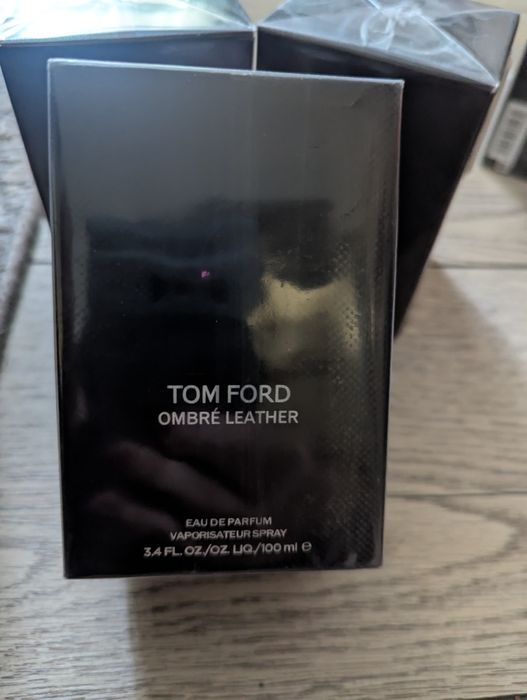 TOM FORD
OMBRÉ LEATHER
EAU DE PARFUM
VAPORISATEUR SPRAY
3.4 FL. OZ./OZ. LIQ./100 ml ℮